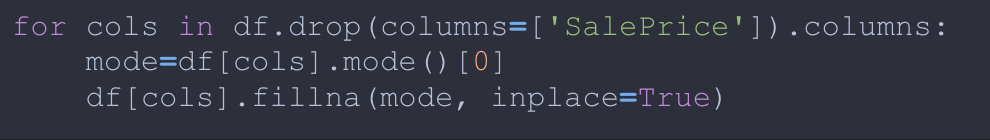 for cols in df.drop(columns=['SalePrice']).columns:
    mode=df[cols].mode()[0]
    df[cols].fillna(mode, inplace=True)